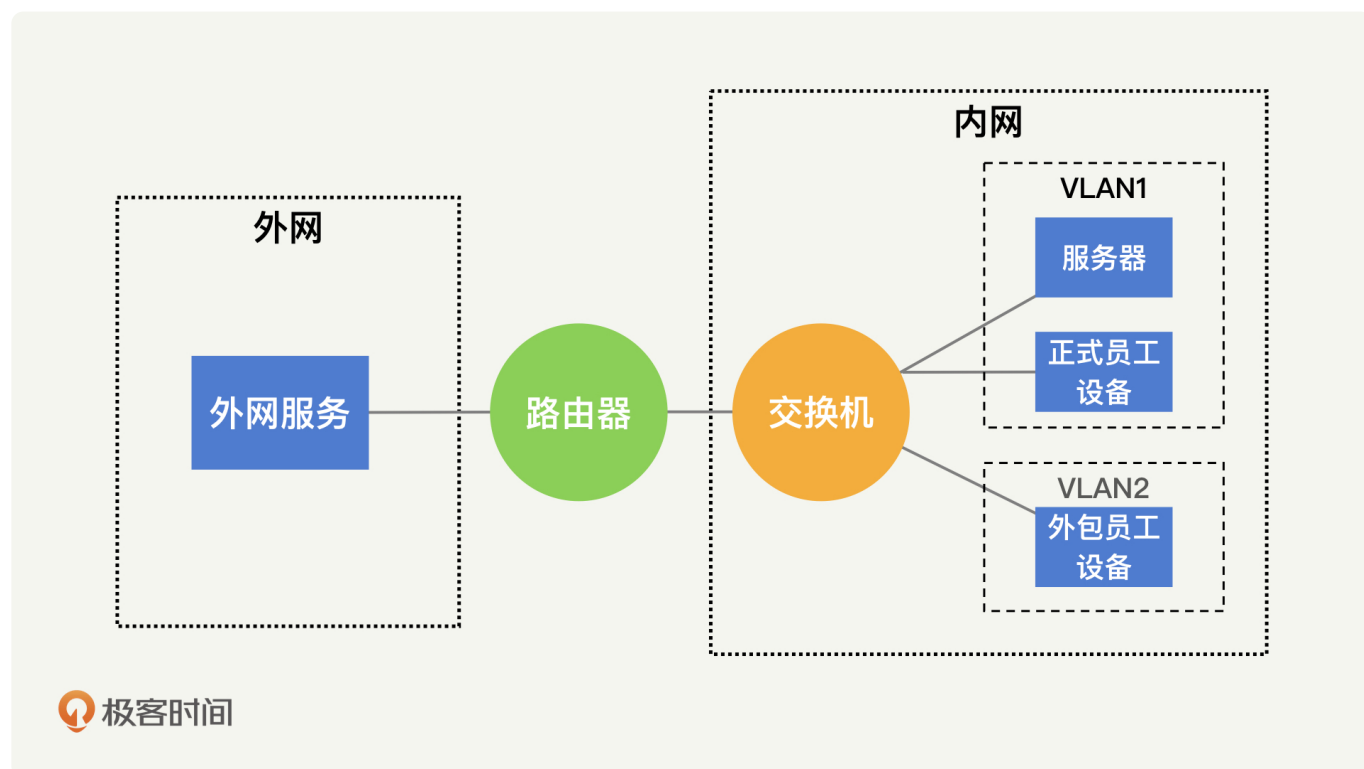 内网
VLAN1
外网
服务器
正式员工
设备
外网服务
路由器
交换机
VLAN2
外包员工
设备
极客时间